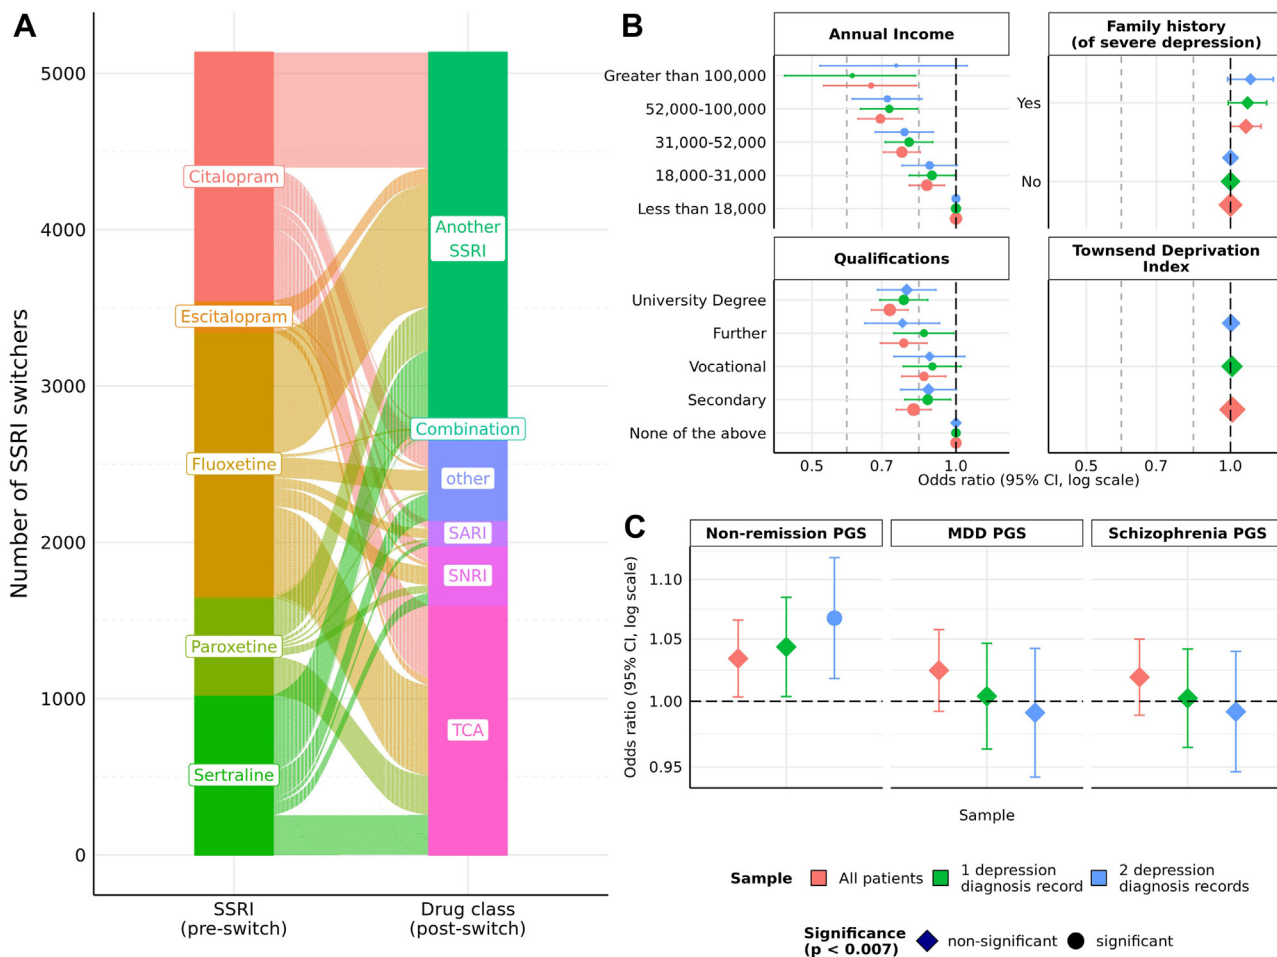 A
Number of SSRI switchers
5000
4000
3000
2000
1000
0
Citalopram
Escitalopram
Fluoxetine
Paroxetine
Sertraline
Another
SSRI
Combination
other
SARI
SNRI
TCA
SSRI
(pre-switch)
Drug class
(post-switch)
B
Annual Income
Greater than 100,000
52,000-100,000
31,000-52,000
18,000-31,000
Less than 18,000
Family history
(of severe depression)
Yes
No
Qualifications
University Degree
Further
Vocational
Secondary
None of the above
0.5
0.7
1.0
Townsend Deprivation
Index
0.5
0.7
1.0
Odds ratio (95% CI, log scale)
C
Non-remission PGS
MDD PGS
Schizophrenia PGS
Odds ratio (95% CI, log scale)
1.10
1.05
1.00
0.95
Sample
Sample
All patients
1 depression
diagnosis record
2 depression
diagnosis records
Significance
(p < 0.007)
non-significant
significant